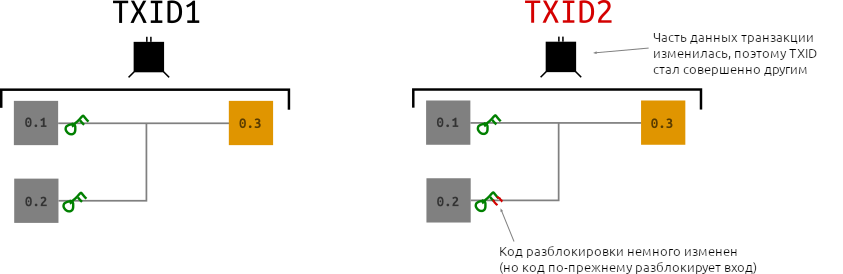 TXID1
TXID2
Часть данных транзакции
изменилась, поэтому TXID
стал совершенно другим
0.1
0.3
0.1
0.3
0.2
0.2
Код разблокировки немного изменен
(но код по-прежнему разблокирует вход)